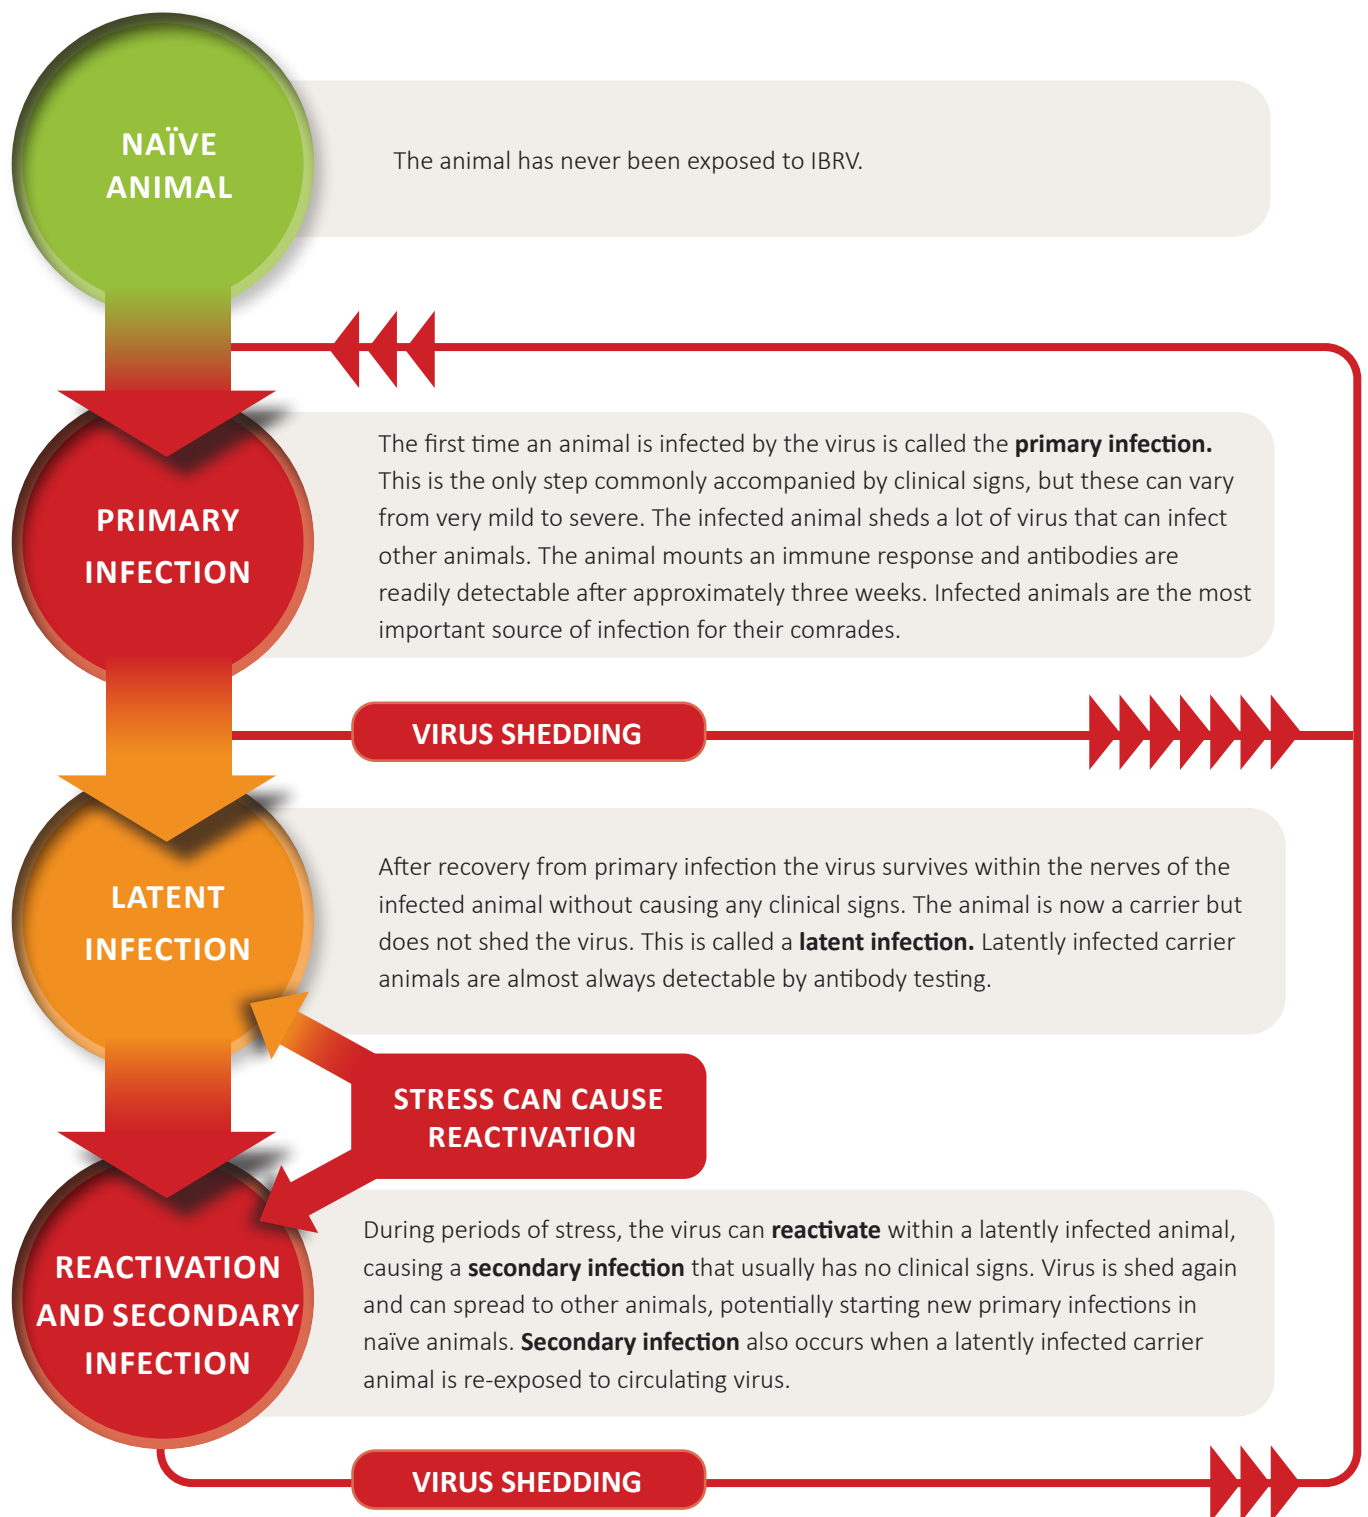 NAÏVE
ANIMAL
The animal has never been exposed to IBRV.
PRIMARY
INFECTION
The first time an animal is infected by the virus is called the primary infection.
This is the only step commonly accompanied by clinical signs, but these can vary
from very mild to severe. The infected animal sheds a lot of virus that can infect
other animals. The animal mounts an immune response and antibodies are
readily detectable after approximately three weeks. Infected animals are the most
important source of infection for their comrades.
VIRUS SHEDDING
LATENT
INFECTION
After recovery from primary infection the virus survives within the nerves of the
infected animal without causing any clinical signs. The animal is now a carrier but
does not shed the virus. This is called a latent infection. Latently infected carrier
animals are almost always detectable by antibody testing.
STRESS CAN CAUSE
REACTIVATION
REACTIVATION
AND SECONDARY
INFECTION
During periods of stress, the virus can reactivate within a latently infected animal,
causing a secondary infection that usually has no clinical signs. Virus is shed again
and can spread to other animals, potentially starting new primary infections in
naïve animals. Secondary infection also occurs when a latently infected carrier
animal is re-exposed to circulating virus.
VIRUS SHEDDING